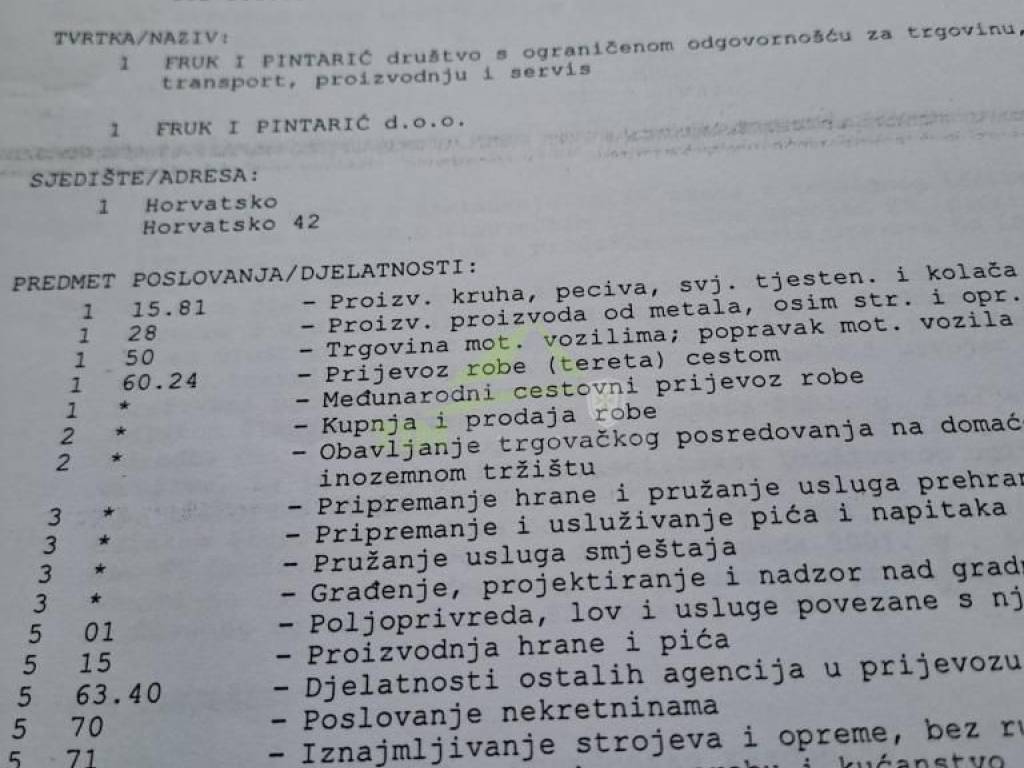 TVRTKA/NAZIV:
1 FRUK I PINTARIĆ društvo s ograničenom odgovornošću za trgovinu,
transport, proizvodnju i servis
1 FRUK I PINTARIĆ d.o.o.
SJEDIŠTE/ADRESA:
1 Horvatsko
Horvatsko 42
PREDMET POSLOVANJA/DJELATNOSTI:
1 15.81 - Proizv. kruha, peciva, svj. tjesten. i kolača
1 28 - Proizv. proizvoda od metala, osim str. i opr.
1 50 - Trgovina mot. vozilima; popravak mot. vozila
1 60.24 - Prijevoz robe (tereta) cestom
1 * - Međunarodni cestovni prijevoz robe
2 * - Kupnja i prodaja robe
2 * - Obavljanje trgovačkog posredovanja na domać
inozemnom tržištu
3 * - Pripremanje hrane i pružanje usluga prehran
3 * - Pripremanje i usluživanje pića i napitaka
3 * - Pružanje usluga smještaja
3 * - Građenje, projektiranje i nadzor nad grad
5 01 - Poljoprivreda, lov i usluge povezane s nj
5 15 - Proizvodnja hrane i pića
5 63.40 - Djelatnosti ostalih agencija u prijevozu
5 70 - Poslovanje nekretninama
5 71 - Iznajmljivanje strojeva i opreme, bez ru
i kućanstvo